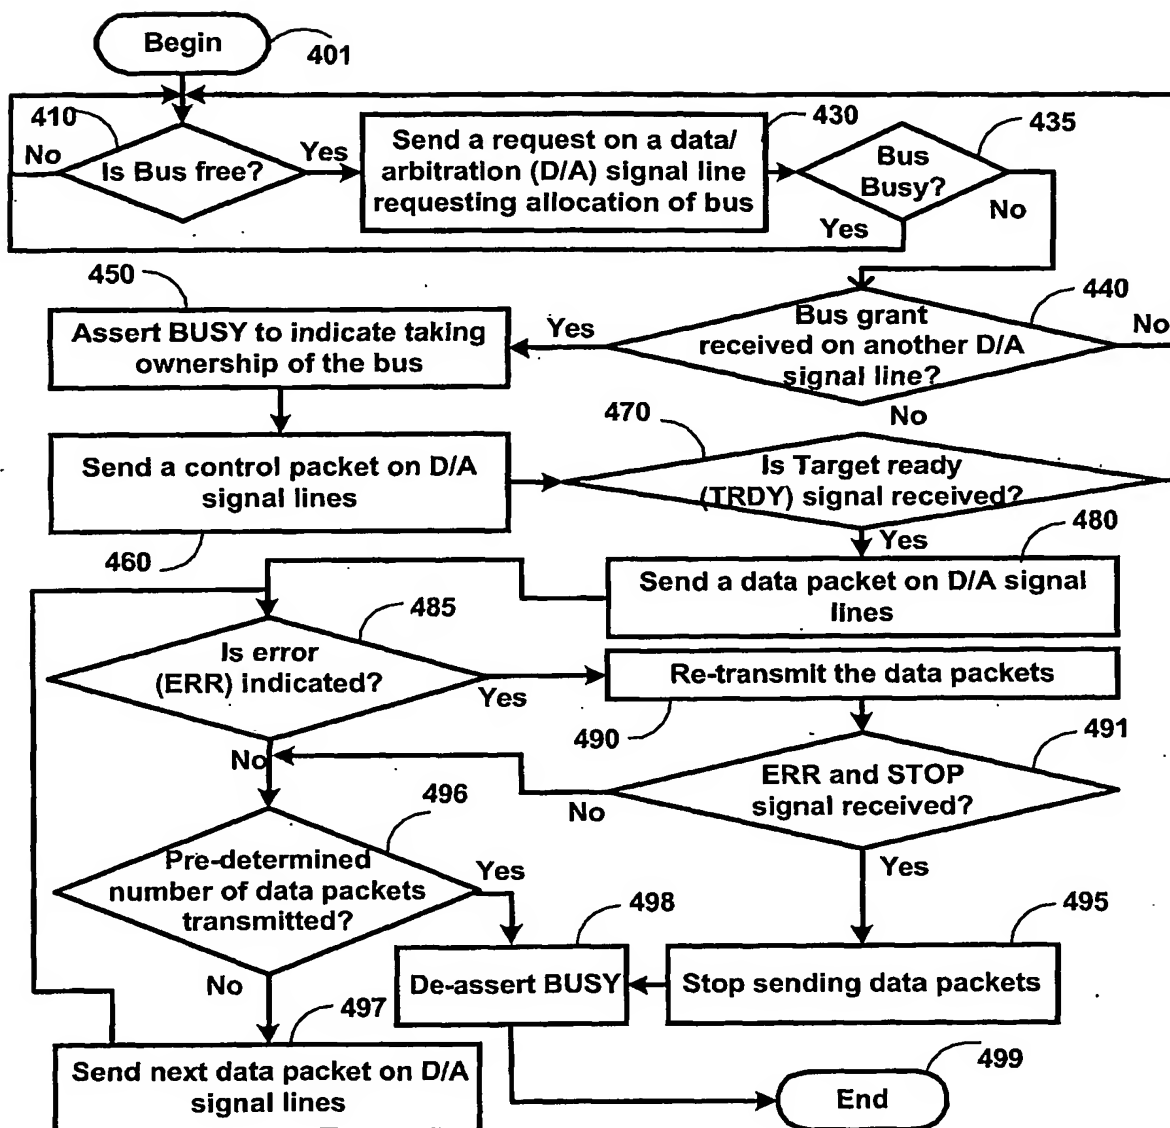 Begin
401
410
No
Is Bus free?
Yes
Send a request on a data/
arbitration (D/A) signal line
requesting allocation of bus
430
Bus
Busy?
435
No
Yes
450
Assert BUSY to indicate taking
ownership of the bus
Yes
Bus grant
received on another D/A
signal line?
440
No
No
470
Send a control packet on D/A
signal lines
460
Is Target ready
(TRDY) signal received?
Yes
480
Send a data packet on D/A signal
lines
485
Is error
(ERR) indicated?
Yes
No
Re-transmit the data packets
490
491
ERR and STOP
signal received?
No
Yes
496
Pre-determined
number of data packets
transmitted?
Yes
No
498
De-assert BUSY
495
Stop sending data packets
497
Send next data packet on D/A
signal lines
499
End